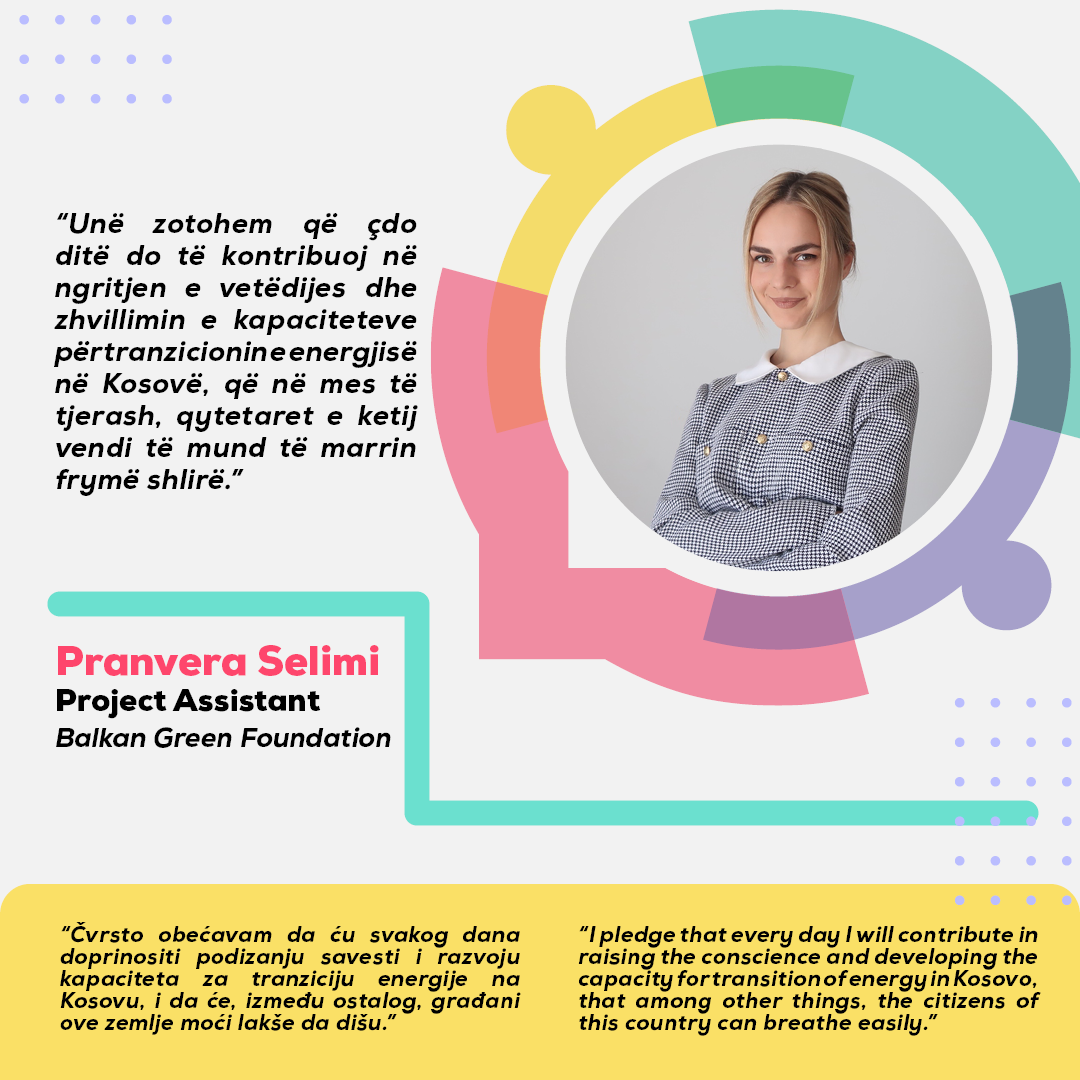 “Unë zotohem që çdo
ditë do të kontribuoj në
ngritjen e vetëdijes dhe
zhvillimin e kapaciteteve
përtranzicionin e energjisë
në Kosovë, që në mes të
tjerash, qytetaret e ketij
vendi të mund të marrin
frymë shlirë.”
Pranvera Selimi
Project Assistant
Balkan Green Foundation
“Čvrsto obećavam da ću svakog dana
doprinositi podizanju savesti i razvoju
kapaciteta za tranziciju energije na
Kosovu, i da će, između ostalog, građani
ove zemlje moći lakše da dišu.”
“I pledge that every day I will contribute in
raising the conscience and developing the
capacity for transition of energy in Kosovo,
that among other things, the citizens of
this country can breathe easily.”